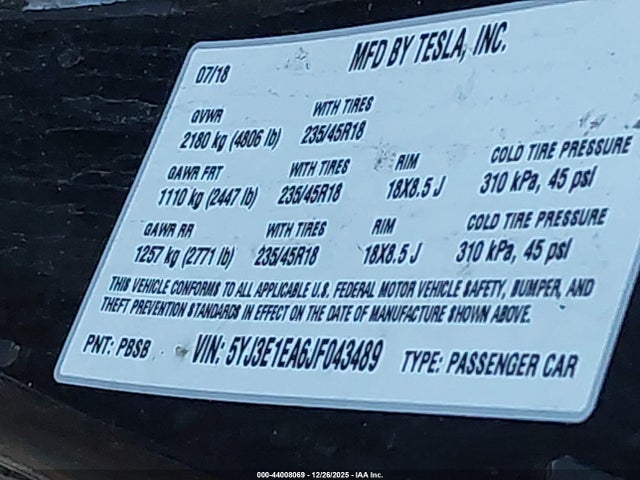 MFD BY TESLA, INC.
07/18
GVWR WITH TIRES
2180 kg (4806 lb) 235/45R18
GAWR FRT WITH TIRES RIM COLD TIRE PRESSURE
1110 kg (2447 lb) 235/45R18 18X8.5 J 310 kPa, 45 psi
GAWR RR WITH TIRES RIM COLD TIRE PRESSURE
1257 kg (2771 lb) 235/45R18 18X8.5 J 310 kPa, 45 psi
THIS VEHICLE CONFORMS TO ALL APPLICABLE U.S. FEDERAL MOTOR VEHICLE SAFETY, BUMPER, AND
THEFT PREVENTION STANDARDS IN EFFECT ON THE DATE OF MANUFACTURE SHOWN ABOVE.
PNT: PBSB VIN: 5YJ3E1EA6JF043489 TYPE: PASSENGER CAR
000-44008069 - 12/26/2025 - IAA Inc.